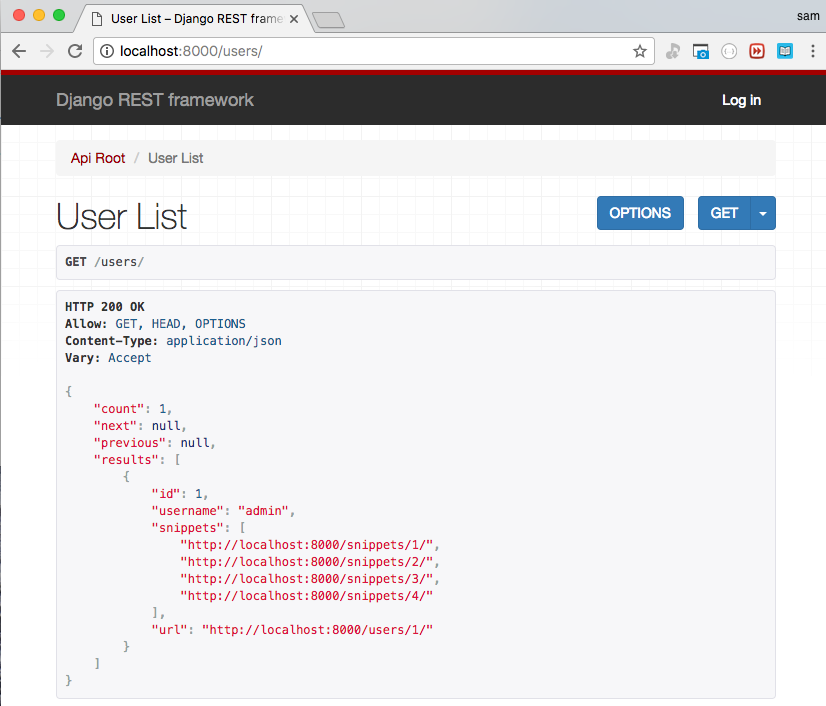 User List – Django REST frame
sam
localhost:8000/users/
Django REST framework
Log in
Api Root / User List
User List
OPTIONS
GET
GET /users/
HTTP 200 OK
Allow: GET, HEAD, OPTIONS
Content-Type: application/json
Vary: Accept
{
    "count": 1,
    "next": null,
    "previous": null,
    "results": [
        {
            "id": 1,
            "username": "admin",
            "snippets": [
                "http://localhost:8000/snippets/1/",
                "http://localhost:8000/snippets/2/",
                "http://localhost:8000/snippets/3/",
                "http://localhost:8000/snippets/4/"
            ],
            "url": "http://localhost:8000/users/1/"
        }
    ]
}